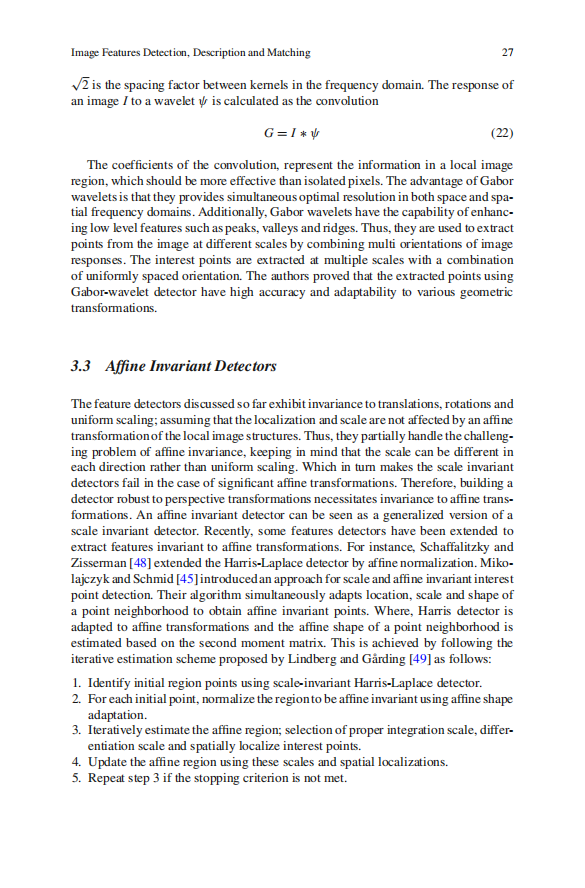 Image Features Detection, Description and Matching 27
√2 is the spacing factor between kernels in the frequency domain. The response of
an image I to a wavelet ψ is calculated as the convolution
G = I ∗ ψ (22)
The coefficients of the convolution, represent the information in a local image
region, which should be more effective than isolated pixels. The advantage of Gabor
wavelets is that they provides simultaneous optimal resolution in both space and spa-
tial frequency domains. Additionally, Gabor wavelets have the capability of enhanc-
ing low level features such as peaks, valleys and ridges. Thus, they are used to extract
points from the image at different scales by combining multi orientations of image
responses. The interest points are extracted at multiple scales with a combination
of uniformly spaced orientation. The authors proved that the extracted points using
Gabor-wavelet detector have high accuracy and adaptability to various geometric
transformations.
3.3 Affine Invariant Detectors
The feature detectors discussed so far exhibit invariance to translations, rotations and
uniform scaling; assuming that the localization and scale are not affected by an affine
transformation of the local image structures. Thus, they partially handle the challeng-
ing problem of affine invariance, keeping in mind that the scale can be different in
each direction rather than uniform scaling. Which in turn makes the scale invariant
detectors fail in the case of significant affine transformations. Therefore, building a
detector robust to perspective transformations necessitates invariance to affine trans-
formations. An affine invariant detector can be seen as a generalized version of a
scale invariant detector. Recently, some features detectors have been extended to
extract features invariant to affine transformations. For instance, Schaffalitzky and
Zisserman [48] extended the Harris-Laplace detector by affine normalization. Miko-
lajczyk and Schmid [45] introduced an approach for scale and affine invariant interest
point detection. Their algorithm simultaneously adapts location, scale and shape of
a point neighborhood to obtain affine invariant points. Where, Harris detector is
adapted to affine transformations and the affine shape of a point neighborhood is
estimated based on the second moment matrix. This is achieved by following the
iterative estimation scheme proposed by Lindberg and Gårding [49] as follows:
1. Identify initial region points using scale-invariant Harris-Laplace detector.
2. For each initial point, normalize the region to be affine invariant using affine shape
adaptation.
3. Iteratively estimate the affine region; selection of proper integration scale, differ-
entiation scale and spatially localize interest points.
4. Update the affine region using these scales and spatial localizations.
5. Repeat step 3 if the stopping criterion is not met.